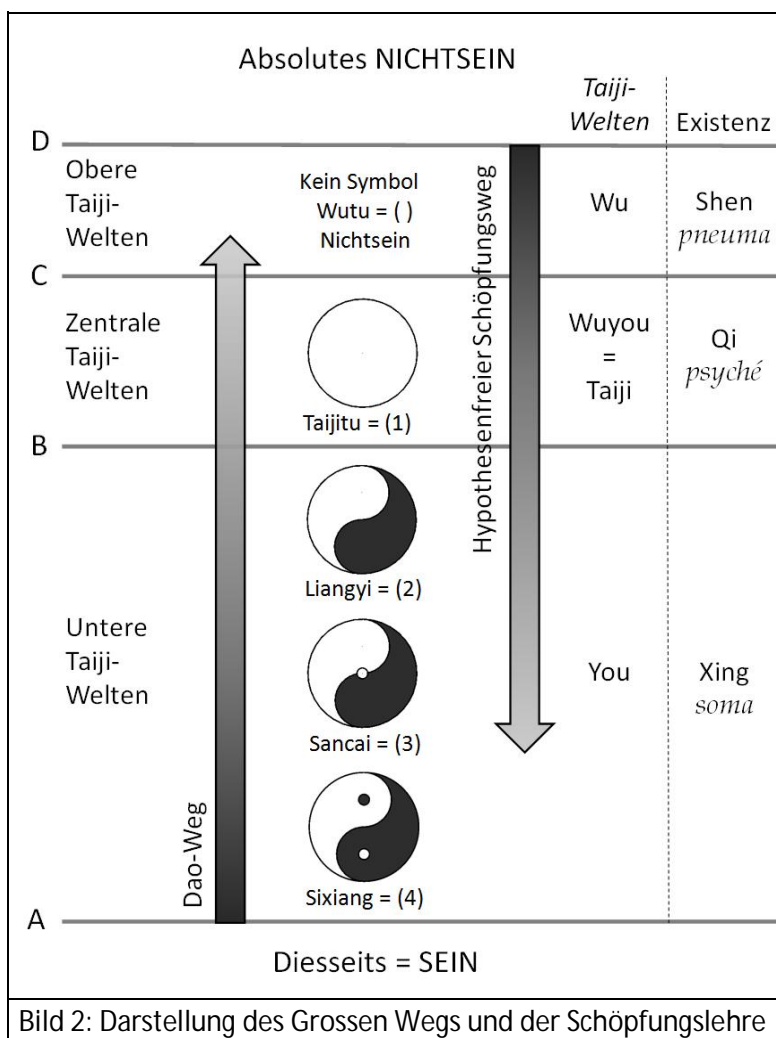 Absolutes NICHTSEIN
Taiji-
Welten
Existenz
D
Obere
Taiji-
Welten
Kein Symbol
Wutu = ( )
Nichtsein
Wu
Shen
pneuma
C
Zentrale
Taiji-
Welten
Taijitu = (1)
Wuyou
=
Taiji
Qi
psyché
B
Hypothesenfreier Schöpfungsweg
Untere
Taiji-
Welten
Liangyi = (2)
Sancai = (3)
Sixiang = (4)
You
Xing
soma
Dao-Weg
A
Diesseits = SEIN
Bild 2: Darstellung des Grossen Wegs und der Schöpfungslehre